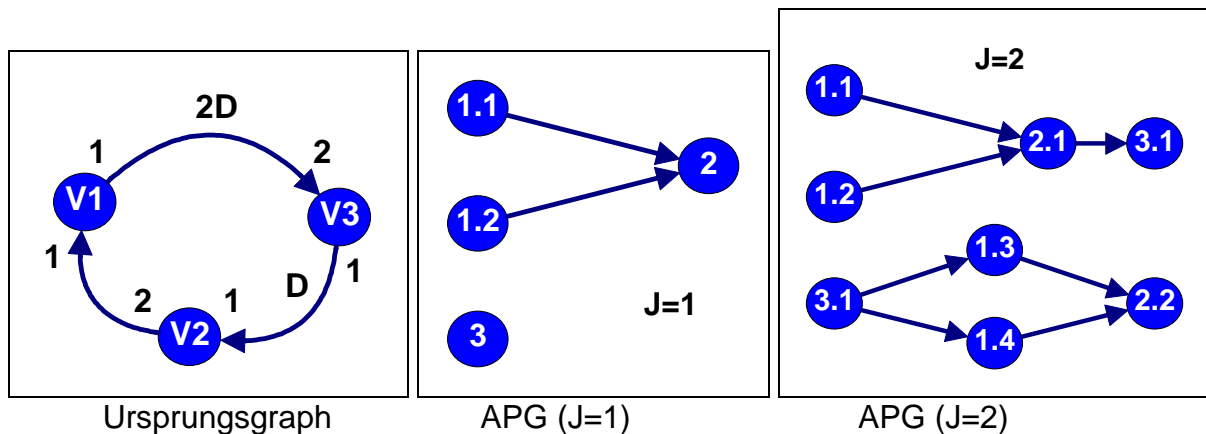 2D
1
2
V1
V3
1
1
2
1
D
V2
Ursprungsgraph
1.1
2
1.2
J=1
3
APG (J=1)
J=2
1.1
2.1
3.1
1.2
1.3
3.1
2.2
1.4
APG (J=2)